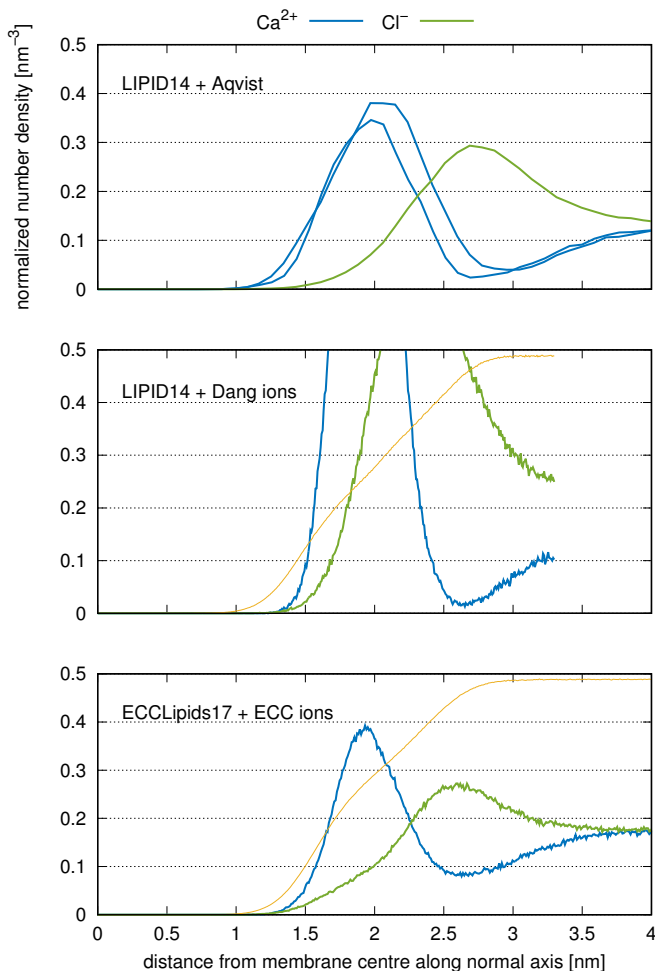 Ca²⁺ Cl⁻
normalized number density [nm⁻³]
0.5
0.4
0.3
0.2
0.1
0
LIPID14 + Aqvist
0.5
0.4
0.3
0.2
0.1
0
LIPID14 + Dang ions
0.5
0.4
0.3
0.2
0.1
0
ECCLipids17 + ECC ions
0 0.5 1 1.5 2 2.5 3 3.5 4
distance from membrane centre along normal axis [nm]